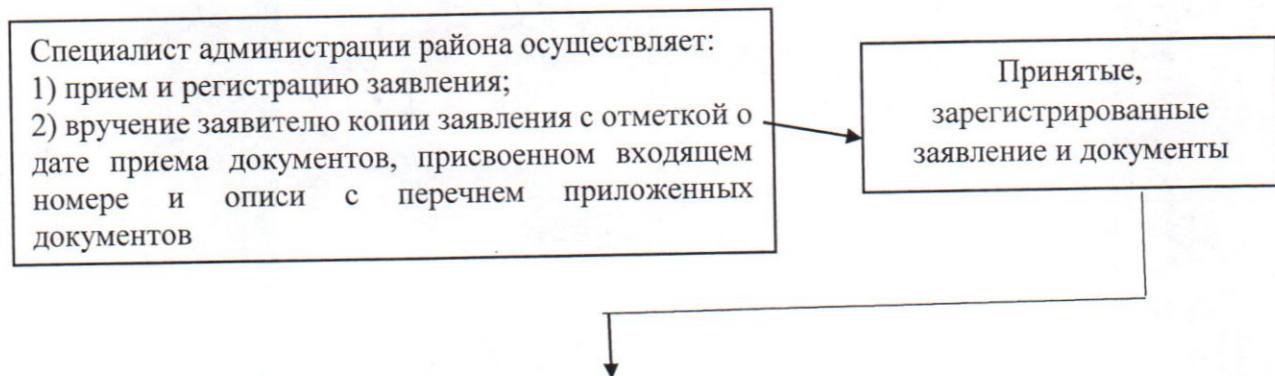 Специалист администрации района осуществляет:
1) прием и регистрацию заявления;
2) вручение заявителю копии заявления с отметкой о
дате приема документов, присвоенном входящем
номере и описи с перечнем приложенных
документов
Принятые,
зарегистрированные
заявление и документы